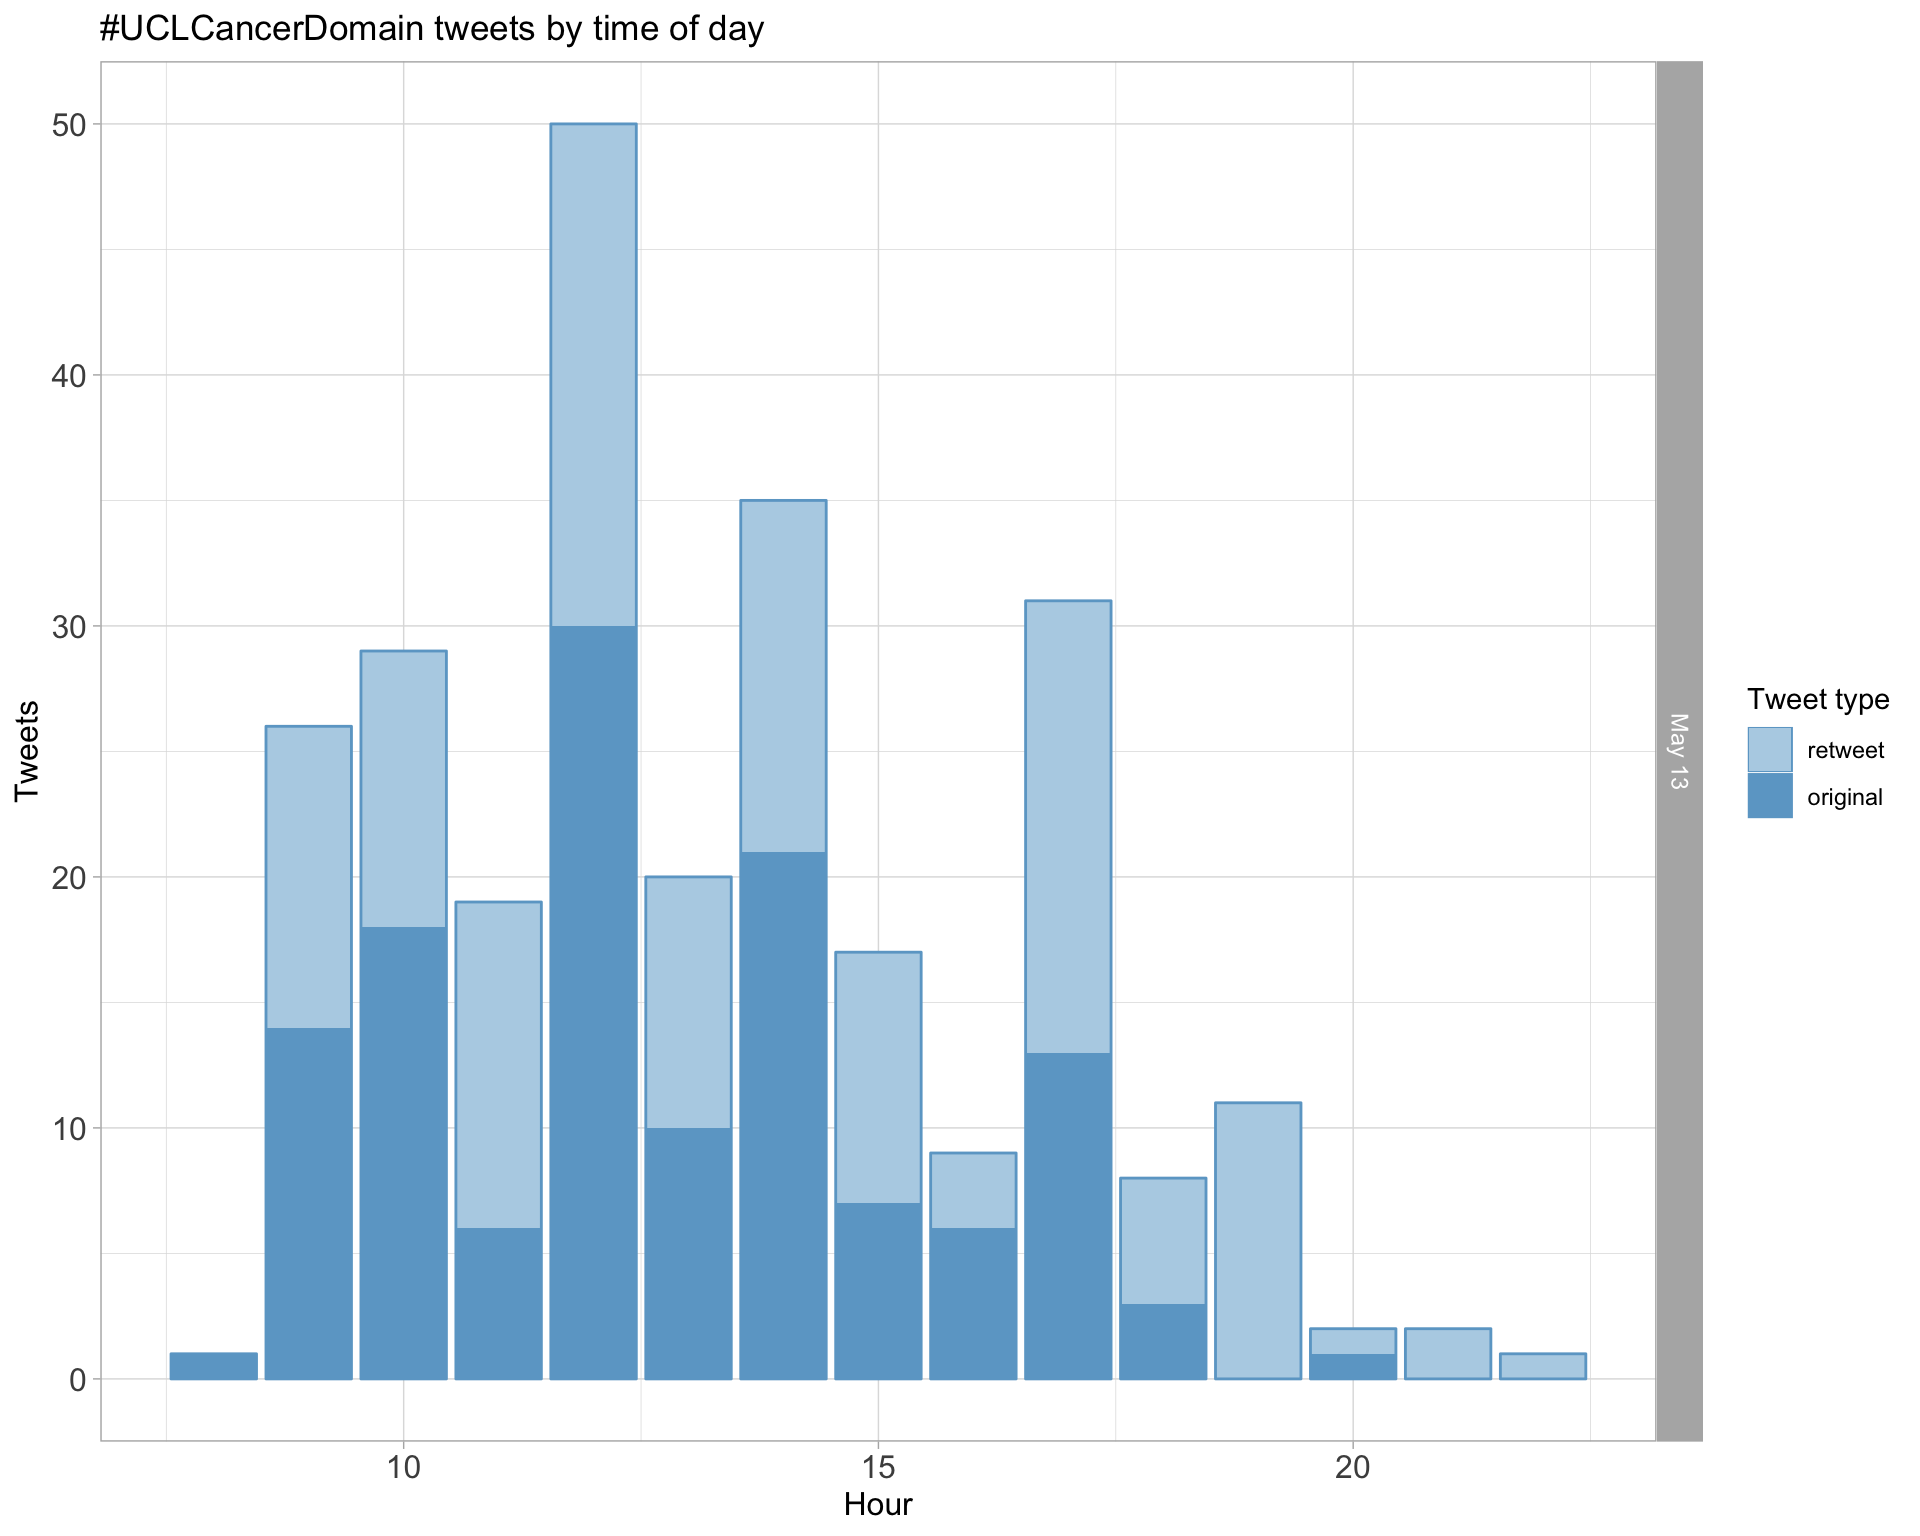 #UCLCancerDomain tweets by time of day
50
40
30
20
10
0
Tweets
10
15
20
Hour
May 13
Tweet type
retweet
original